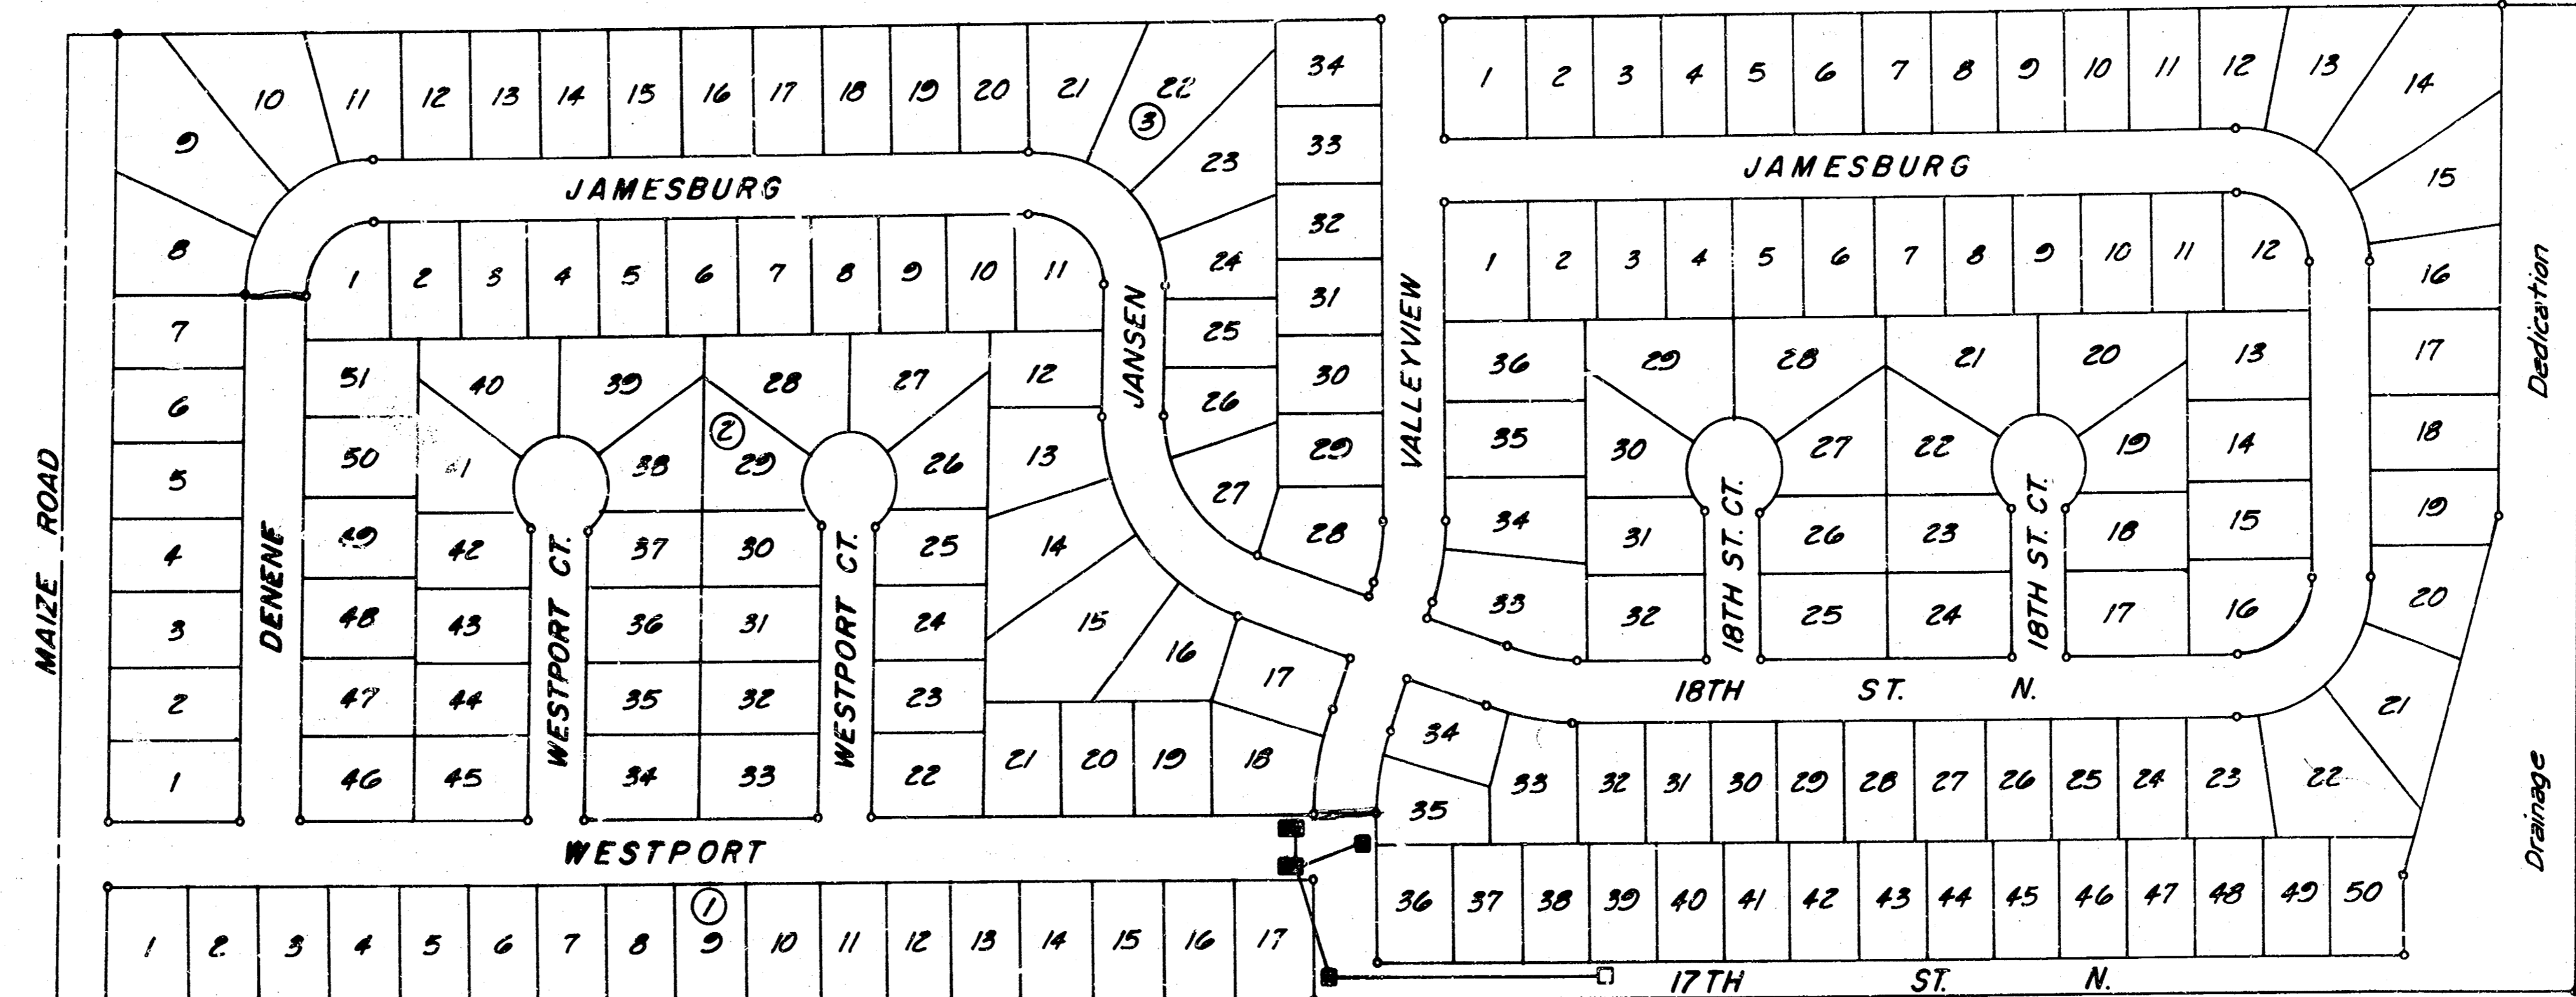 10 11 12 13 14 15 16 17 18 19 20 21 22 34
1 2 3 4 5 6 7 8 9 10 11 12 13 14
9 3 23 33 15
JAMESBURG
JAMESBURG
8 24 32 16
1 2 3 4 5 6 7 8 9 10 11
1 2 3 4 5 6 7 8 9 10 11 12
7 25 31 17
6 26 30 18
5 27 29 19
4 28 20
3 21
2 22
1
MAIZE ROAD
DENENE
JANSEN
VALLEYVIEW
Dedication
51 40 39 28 27 12
50 41 38 2 29 26 13
49 42 37 30 25 14
48 43 36 31 24 15
47 44 35 32 23 16 17
46 45 34 33 22 21 20 19 18
WESTPORT CT.
WESTPORT CT.
36 29 28 21 20 13
35 30 27 22 19 14
34 31 26 23 18 15
33 32 25 24 17 16
18TH ST. CT.
18TH ST. CT.
18TH ST. N.
34
35 33 32 31 30 29 28 27 26 25 24 23
Drainage
WESTPORT
36 37 38 39 40 41 42 43 44 45 46 47 48 49 50
1
1 2 3 4 5 6 7 8 9 10 11 12 13 14 15 16 17
17TH ST. N.